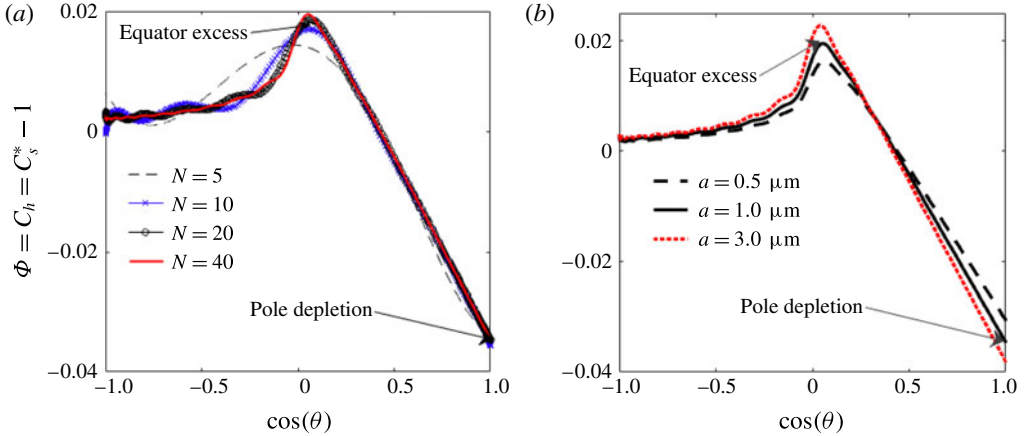 (a)
0.02
0
−0.02
−0.04
Φ = C_h = C_s^* − 1
Equator excess
N = 5
N = 10
N = 20
N = 40
Pole depletion
−1.0
−0.5
0
0.5
1.0
cos(θ)
(b)
0.02
0
−0.02
−0.04
Equator excess
a = 0.5 μm
a = 1.0 μm
a = 3.0 μm
Pole depletion
−1.0
−0.5
0
0.5
1.0
cos(θ)